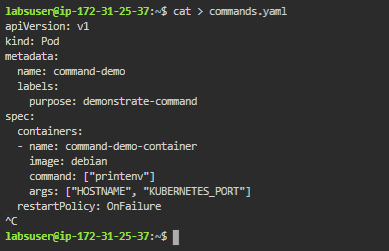 labsuser@ip-172-31-25-37:~$ cat > commands.yaml
apiVersion: v1
kind: Pod
metadata:
  name: command-demo
  labels:
    purpose: demonstrate-command
spec:
  containers:
  - name: command-demo-container
    image: debian
    command: ["printenv"]
    args: ["HOSTNAME", "KUBERNETES_PORT"]
  restartPolicy: OnFailure
^C
labsuser@ip-172-31-25-37:~$